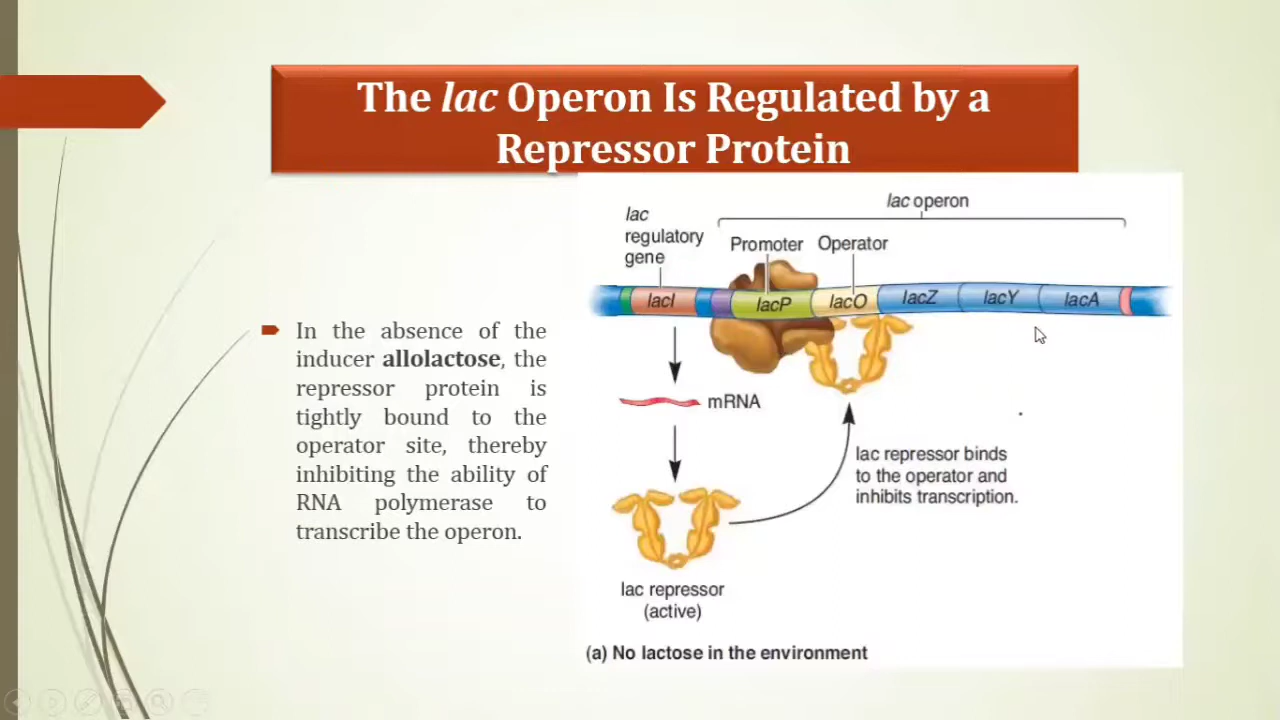 The lac Operon Is Regulated by a
Repressor Protein
In the absence of the
inducer allolactose, the
repressor protein is
tightly bound to the
operator site, thereby
inhibiting the ability of
RNA polymerase to
transcribe the operon.
lac operon
lac
regulatory
gene
Promoter
Operator
lacI
lacP
lacO
lacZ
lacY
lacA
mRNA
lac repressor binds
to the operator and
inhibits transcription.
lac repressor
(active)
(a) No lactose in the environment